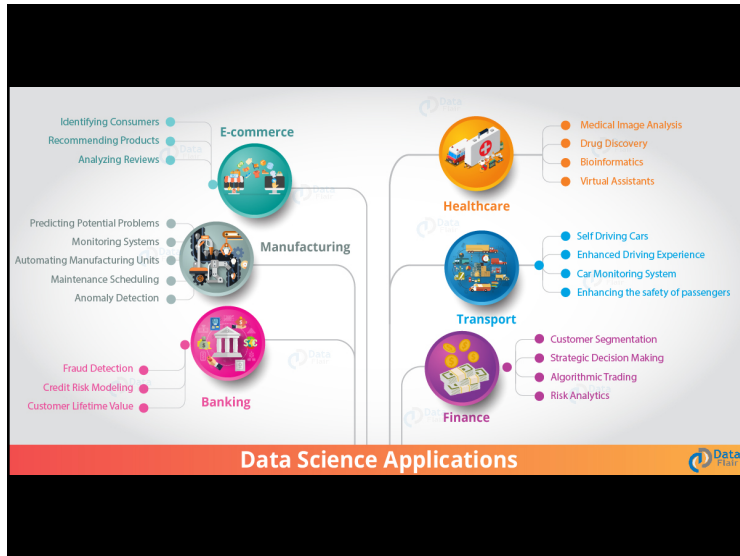 E-commerce
Identifying Consumers
Recommending Products
Analyzing Reviews
Manufacturing
Predicting Potential Problems
Monitoring Systems
Automating Manufacturing Units
Maintenance Scheduling
Anomaly Detection
Banking
Fraud Detection
Credit Risk Modeling
Customer Lifetime Value
Healthcare
Medical Image Analysis
Drug Discovery
Bioinformatics
Virtual Assistants
Transport
Self Driving Cars
Enhanced Driving Experience
Car Monitoring System
Enhancing the safety of passengers
Finance
Customer Segmentation
Strategic Decision Making
Algorithmic Trading
Risk Analytics
Data Science Applications
Data
Flair